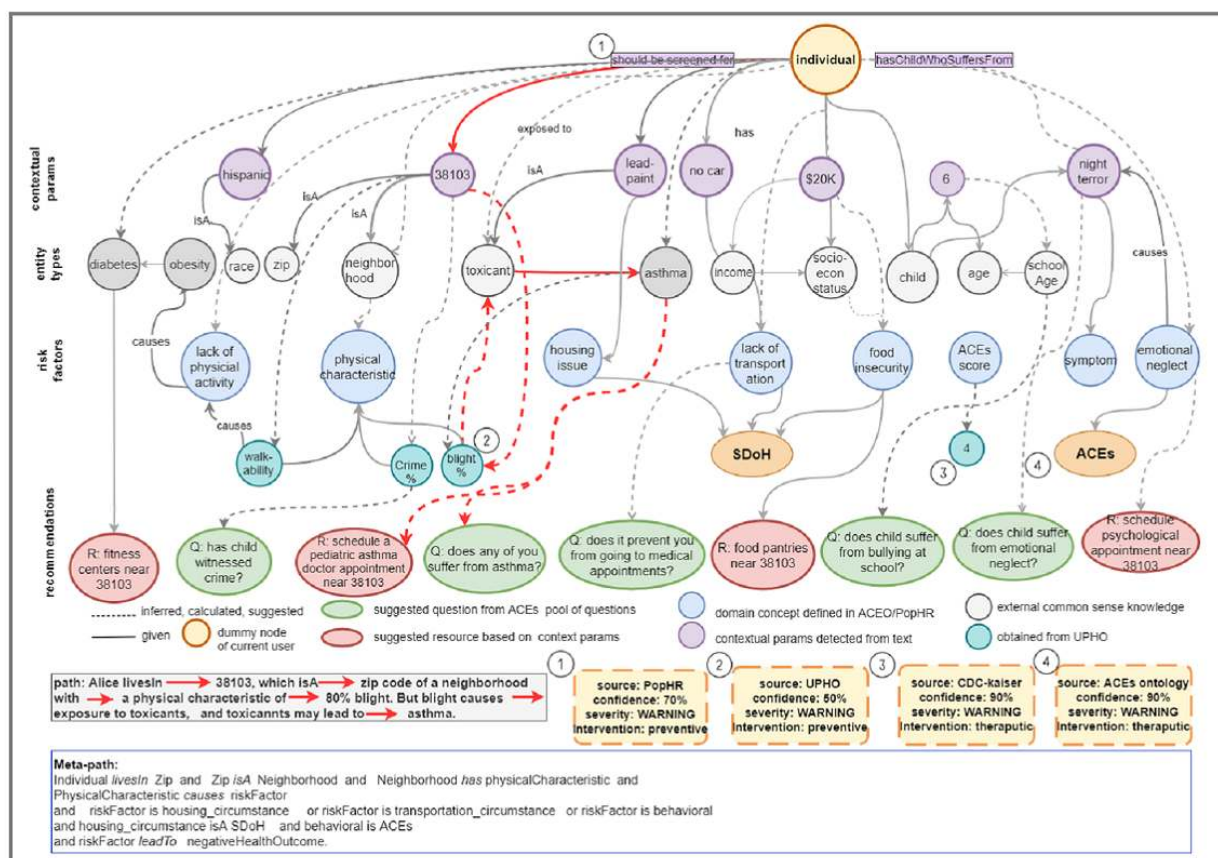 1
should be screened for
individual
hasChildWhoSuffersFrom
contextual
params
exposed to
has
hispanic
38103
isA
lead-
paint
no car
$20K
6
night
terror
isA
isA
isA
entity
types
diabetes
obesity
race
zip
neighbor
hood
toxicant
asthma
income
socio-
econ
status
child
age
school
Age
causes
risk
factors
causes
lack of
physicial
activity
physical
characteristic
housing
issue
lack of
transport
ation
food
insecurity
ACEs
score
symptom
emotional
neglect
causes
walk-
ability
Crime
%
blight
%
2
SDoH
3
4
4
ACEs
recommendations
R: fitness
centers near
38103
Q: has child
witnessed
crime?
R: schedule a
pediatric asthma
doctor appointment
near 38103
Q: does any of you
suffer from asthma?
Q: does it prevent you
from going to medical
appointments?
R: food pantries
near 38103
Q: does child suffer
from bullying at
school?
Q: does child suffer
from emotional
neglect?
R: schedule
psychological
appointment near
38103
inferred, calculated, suggested
suggested question from ACEs pool of questions
domain concept defined in ACEO/PopHR
external common sense knowledge
given
dummy node
of current user
suggested resource based on context params
contextual params detected from text
obtained from UPHO
path: Alice livesIn 38103, which isA zip code of a neighborhood
with a physical characteristic of 80% blight. But blight causes
exposure to toxicants, and toxicannts may lead to asthma.
1
source: PopHR
confidence: 70%
severity: WARNING
Intervention: preventive
2
source: UPHO
confidence: 50%
severity: WARNING
Intervention: preventive
3
source: CDC-kaiser
confidence: 90%
severity: WARNING
Intervention: theraputic
4
source: ACEs ontology
confidence: 90%
severity: WARNING
Intervention: theraputic
Meta-path:
Individual livesIn Zip and Zip isA Neighborhood and Neighborhood has physicalCharacteristic and
PhysicalCharacteristic causes riskFactor
and riskFactor is housing_circumstance or riskFactor is transportation_circumstance or riskFactor is behavioral
and housing_circumstance isA SDoH and behavioral is ACEs
and riskFactor leadTo negativeHealthOutcome.